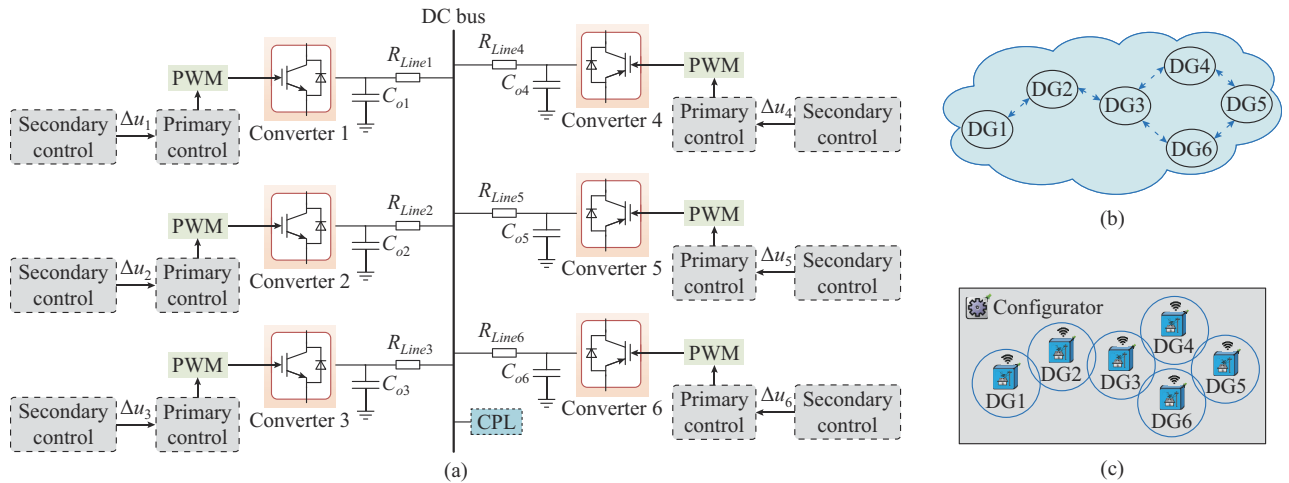 DC bus
PWM
R_Line1
C_o1
Converter 1
Secondary control
Δu_1
Primary control
R_Line4
C_o4
Converter 4
PWM
Primary control
Δu_4
Secondary control
PWM
R_Line2
C_o2
Converter 2
Secondary control
Δu_2
Primary control
R_Line5
C_o5
Converter 5
PWM
Primary control
Δu_5
Secondary control
PWM
R_Line3
C_o3
Converter 3
Secondary control
Δu_3
Primary control
R_Line6
C_o6
Converter 6
PWM
Primary control
Δu_6
Secondary control
CPL
(a)
DG1
DG2
DG3
DG4
DG5
DG6
(b)
Configurator
DG1
DG2
DG3
DG4
DG5
DG6
(c)